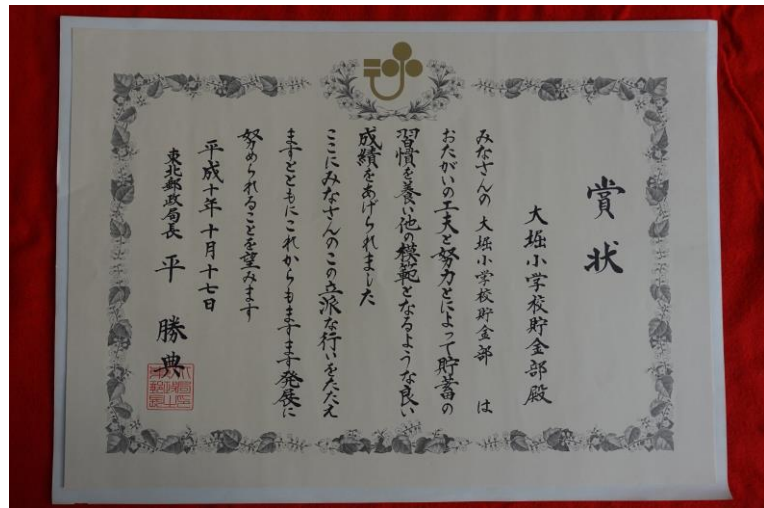 賞状
大堀小学校貯金部殿
みなさんの大堀小学校貯金部は
おたがいの工夫と努力とによって貯蓄の
習慣を養い他の模範となるような良い
成績をあげられました
ここにみなさんのこの立派な行いをたたえ
ますとともにこれからもますます発展に
努められることを望みます
平成十年十月十七日
東北郵政局長 平勝典